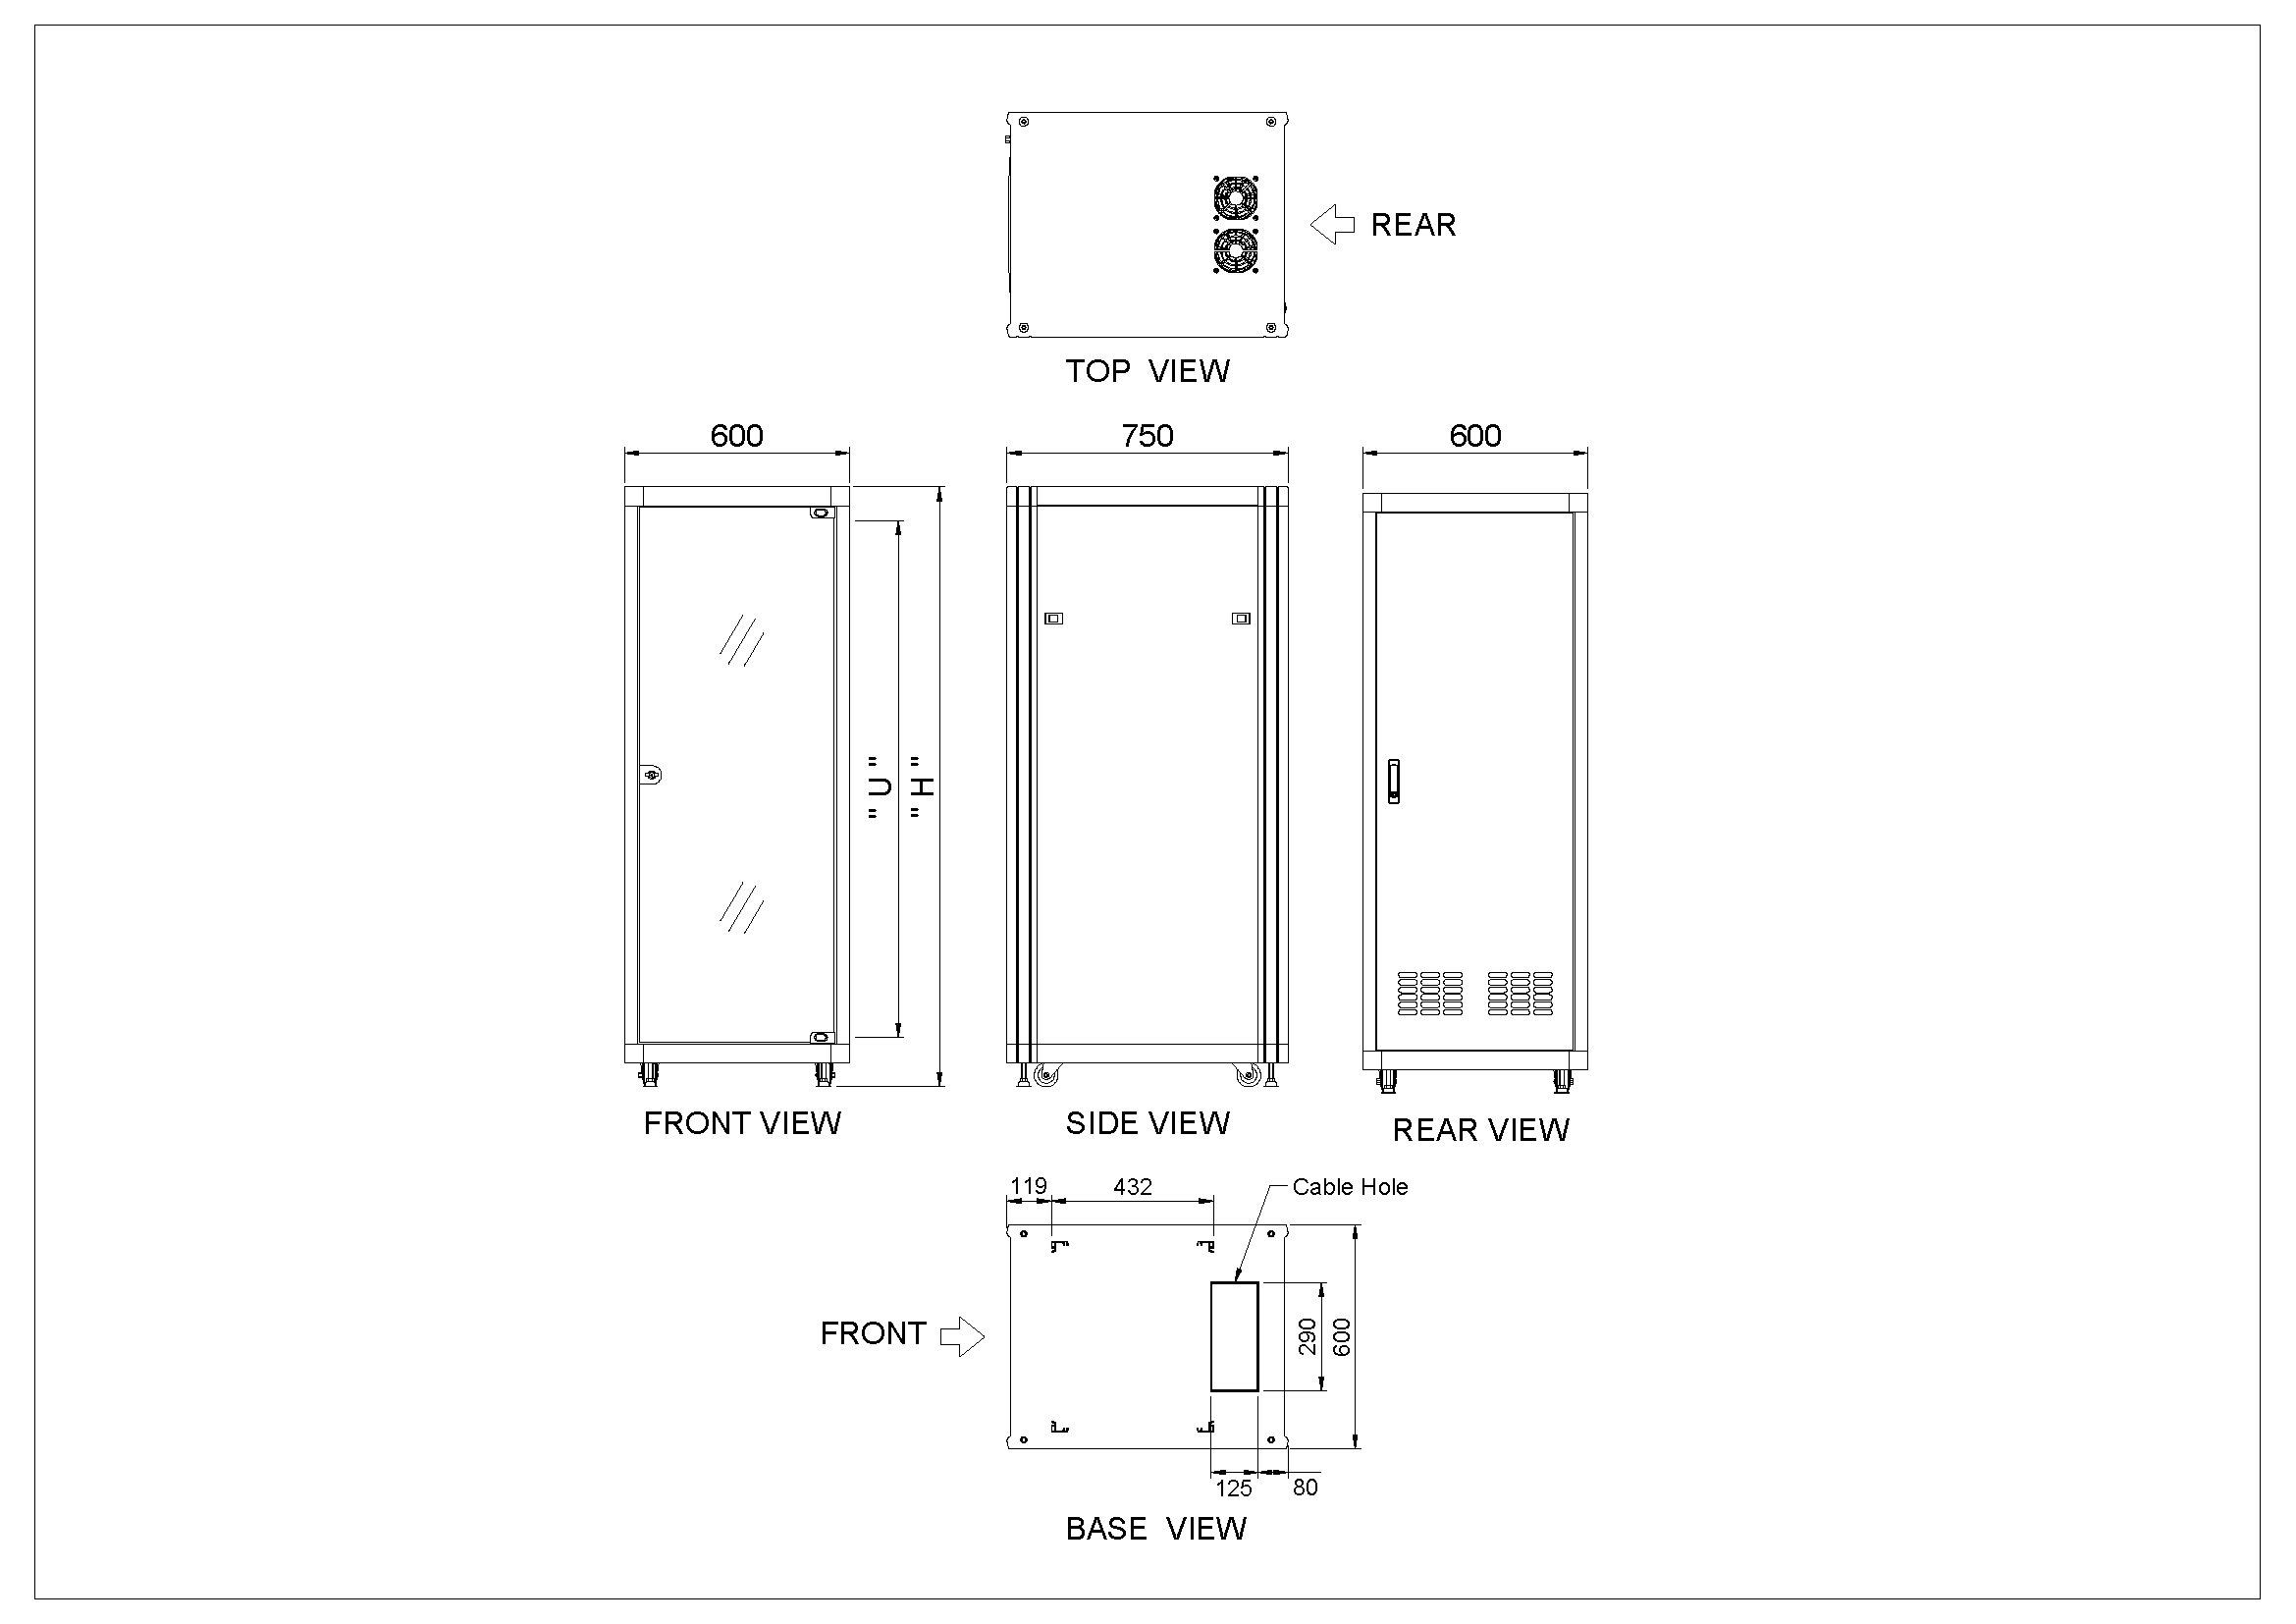 REAR
TOP VIEW
600
750
600
"U"
"H"
FRONT VIEW
SIDE VIEW
REAR VIEW
119
432
Cable Hole
FRONT
290
600
125
80
BASE VIEW